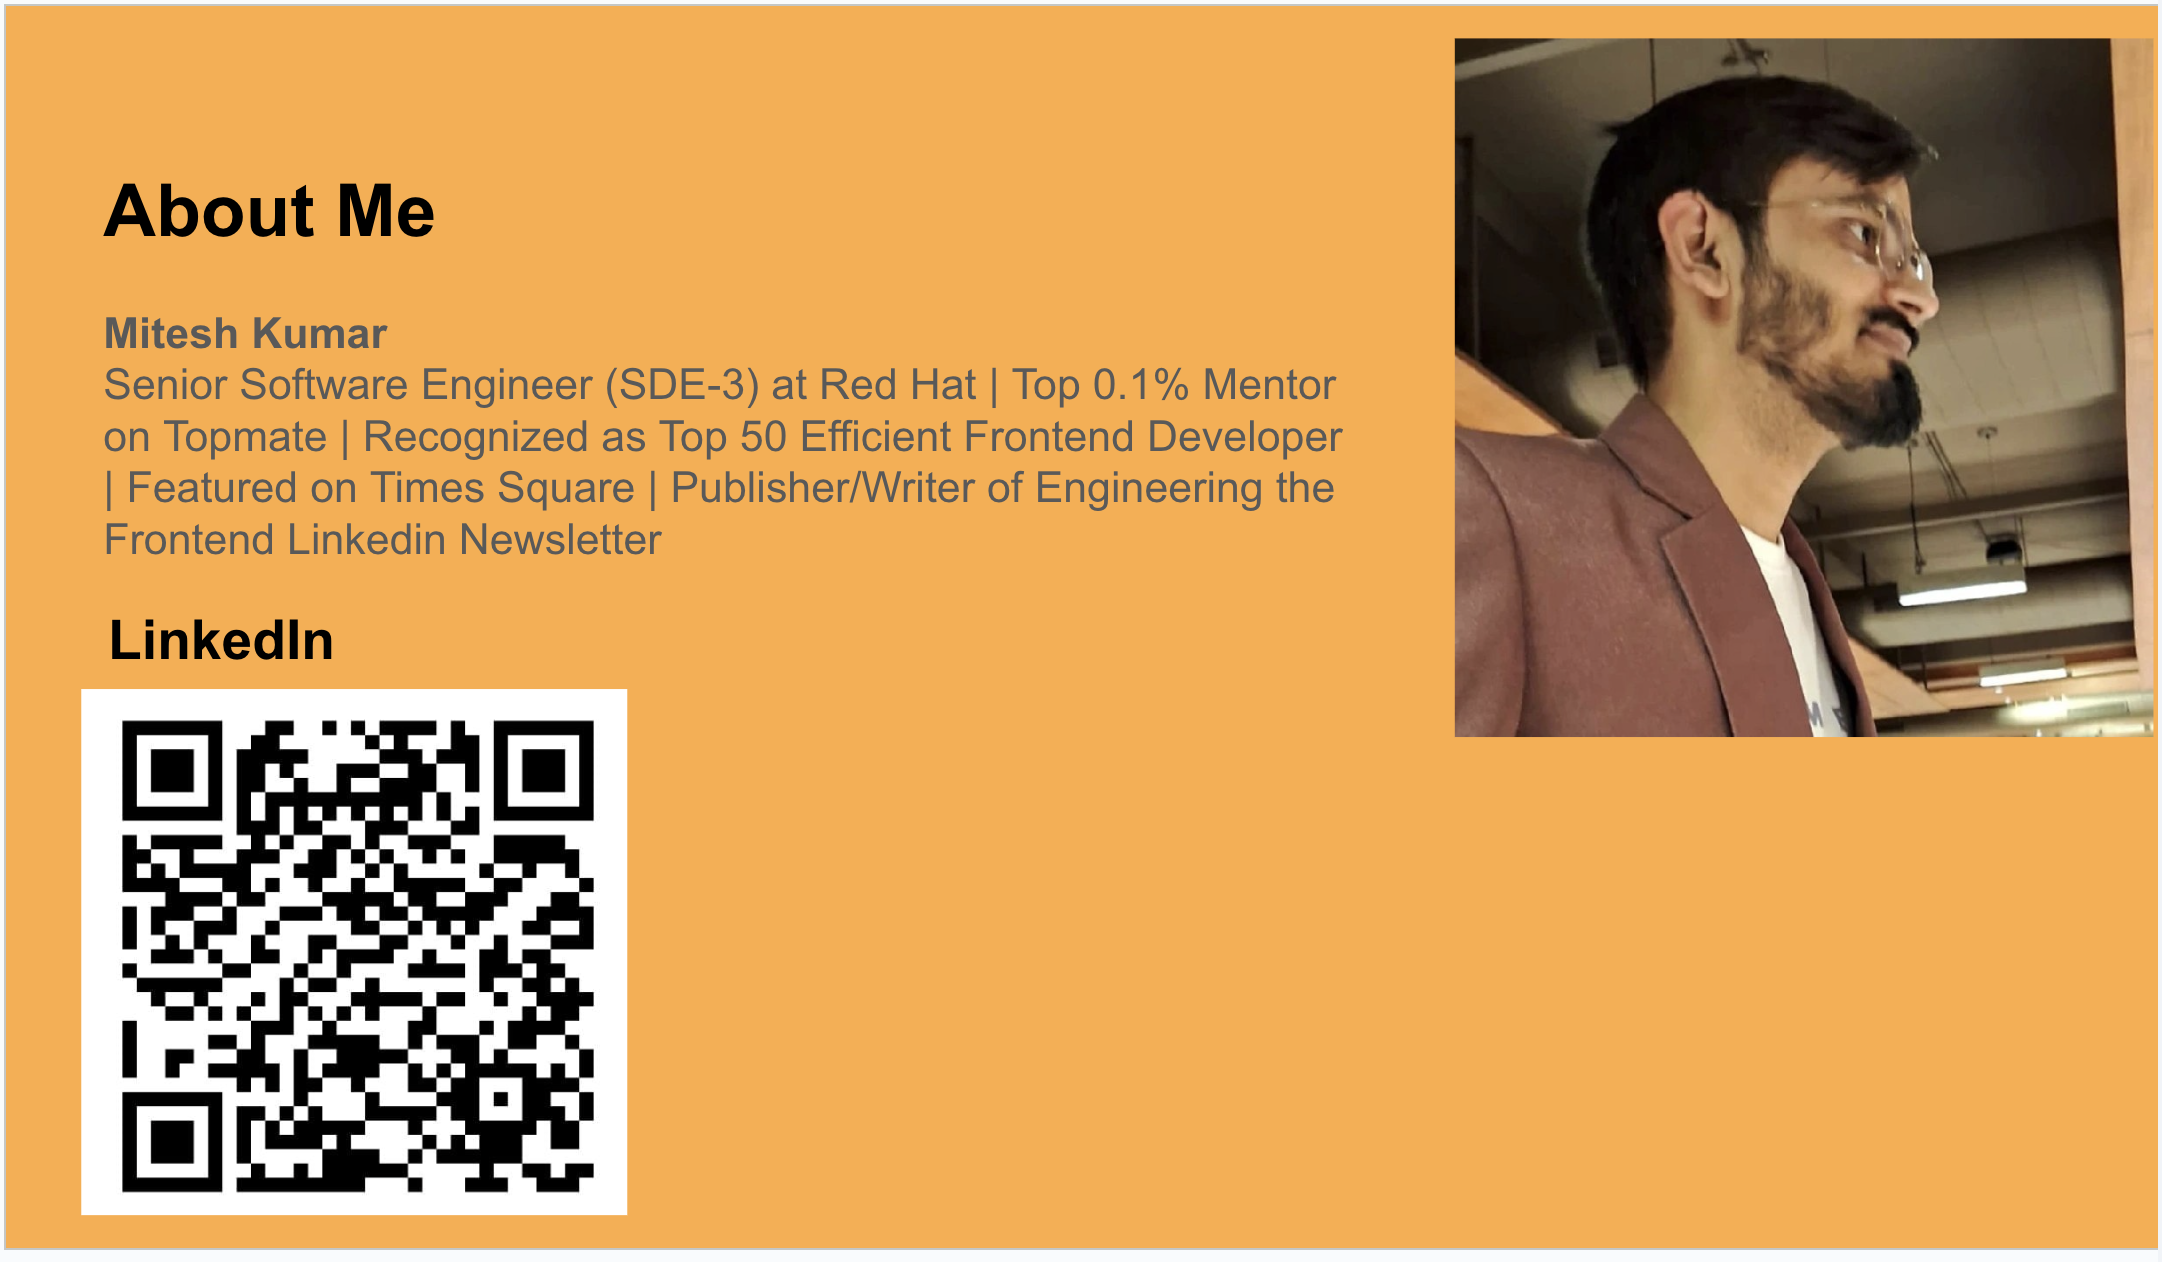 About Me
Mitesh Kumar
Senior Software Engineer (SDE-3) at Red Hat | Top 0.1% Mentor
on Topmate | Recognized as Top 50 Efficient Frontend Developer
| Featured on Times Square | Publisher/Writer of Engineering the
Frontend Linkedin Newsletter
LinkedIn